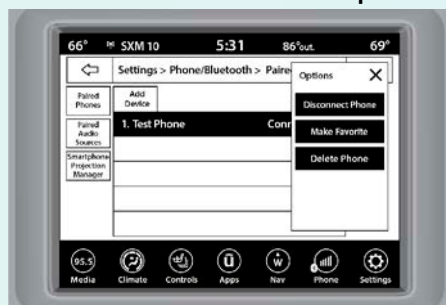 66° SXM 10 5:31 86°out. 69°
Settings > Phone/Bluetooth > Paire
Options X
Paired
Phones
Add
Device
Disconnect Phone
Paired
Audio
Sources
1. Test Phone Conn
Make Favorite
Smartphone
Projection
Manager
Delete Phone
95.5 ū W
Media Climate Controls Apps Nav Phone Settings